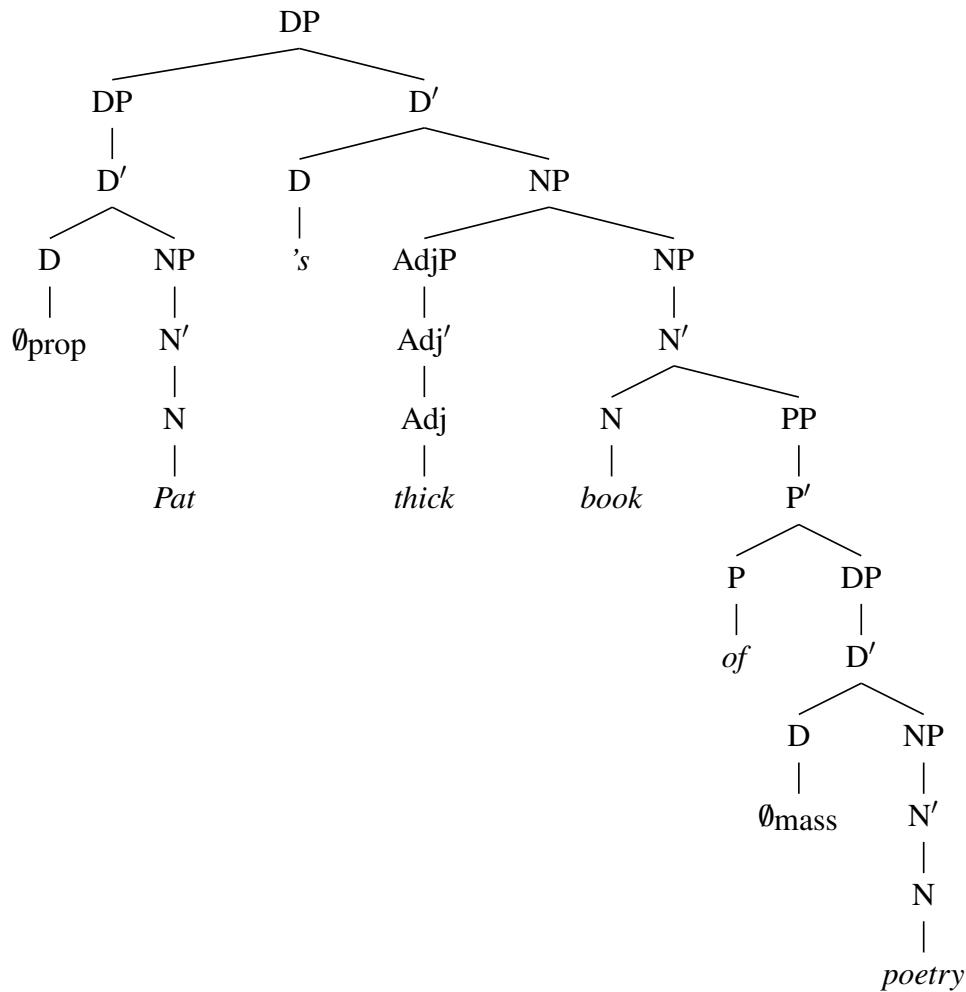 DP
DP D′
D′ D NP
D NP 's AdjP NP
∅prop N′ Adj′ N′
N Adj N PP
Pat thick book P′
P DP
of D′
D NP
∅mass N′
N
poetry